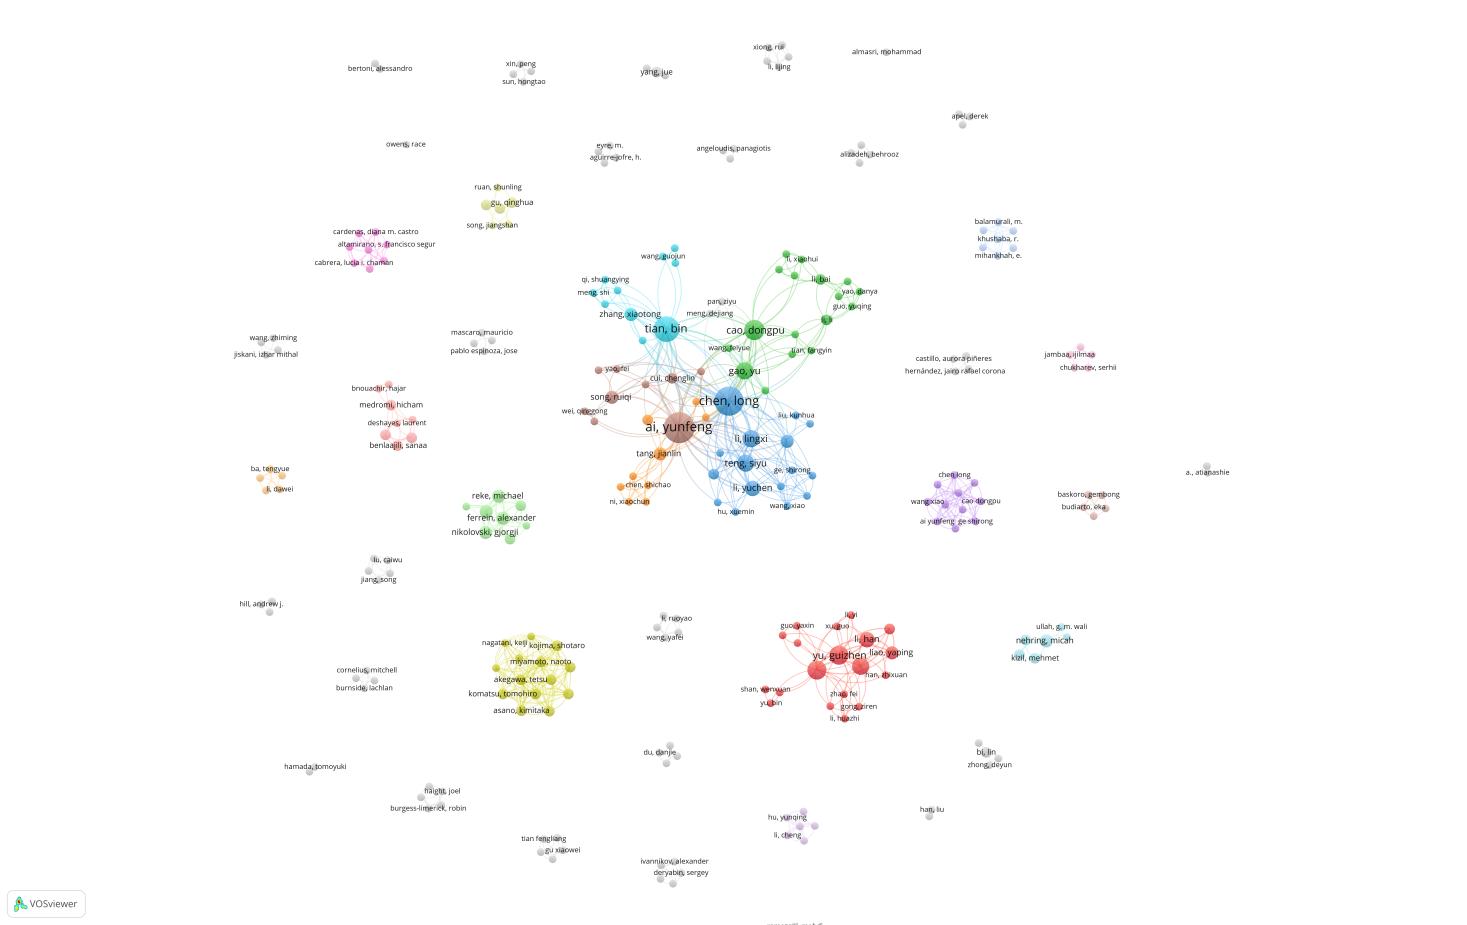 xiong, rui
almasri, mohammad
bertoni, alessandro
xin, peng
yang, jue
li, lijing
sun, hongtao
apel, derek
owens, race
eyre, m.
angeloudis, panagiotis
aguirre-jofre, h.
alizadeh, behrooz
ruan, shunling
gu, qinghua
song, jiangshan
cardenas, diana m. castro
altamirano, s. francisco segur
cabrera, lucia i. chaman
balamurali, m.
khushaba, r.
mihankhah, e.
wang, guojun
li, xiaohui
qi, shuangying
li, bai
meng, shi
yao, danya
pan, ziyu
guo, yuqing
zhang, xiaotong
meng, dejiang
li, li
tian, bin
cao, dongpu
wang, feiyue
tian, fangyin
wang, zhiming
jiskani, izhar mithal
mascaro, mauricio
pablo espinoza, jose
castillo, aurora piñeres
hernández, jairo rafael corona
jambaa, ijilmaa
chukharev, serhii
yao, fei
cui, chenglin
gao, yu
bnouachir, hajar
song, ruiqi
chen, long
medromi, hicham
wei, qinggong
liu, kunhua
deshayes, laurent
ai, yunfeng
benlaajili, sanaa
li, lingxi
tang, jianlin
teng, siyu
ba, tengyue
ge, shirong
a., atianashie
chen long
chen, shichao
li, yuchen
li, dawei
reke, michael
ni, xiaochun
wang, xiao
hu, xuemin
wang xiao
cao dongpu
baskoro, gembong
budiarto, eka
ferrein, alexander
ai yunfeng
ge shirong
nikolovski, gjorgji
liu, caiwu
jiang, song
hill, andrew j.
li, ruoyao
wang, yafei
li, yi
guo, yaxin
xu, guo
ullah, g. m. wali
li, han
nehring, micah
nagatani, keiji
kojima, shotaro
yu, guizhen
liao, yaping
kizil, mehmet
miyamoto, naoto
cornelius, mitchell
han, zhixuan
akegawa, tetsu
burnside, lachlan
shan, wenxuan
komatsu, tomohiro
zhao, fei
yu, bin
gong, ziren
asano, kimitaka
li, huazhi
du, danjie
bi, lin
zhong, deyun
hamada, tomoyuki
haight, joel
burgess-limerick, robin
han, liu
hu, yunqing
li, cheng
tian fengliang
gu xiaowei
ivannikov, alexander
deryabin, sergey
VOSviewer